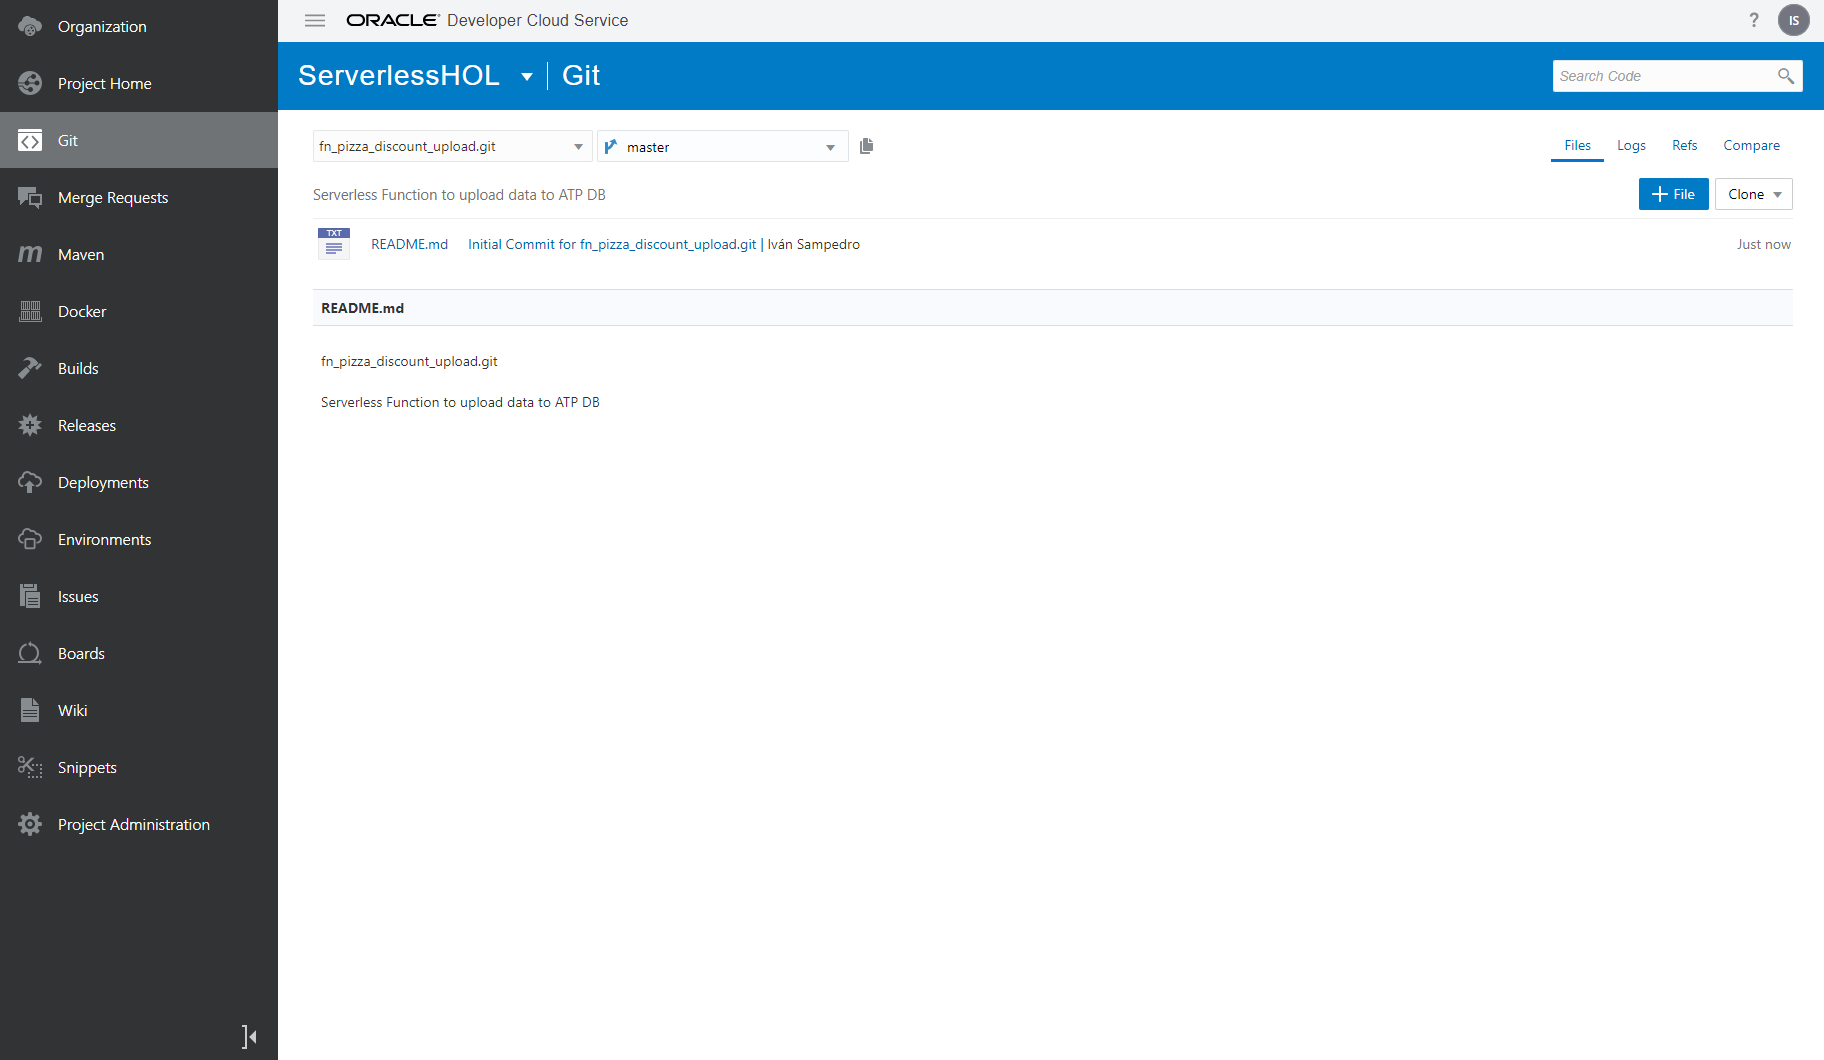 Organization
Project Home
Git
Merge Requests
m Maven
Docker
Builds
Releases
Deployments
Environments
Issues
Boards
Wiki
Snippets
Project Administration
ORACLE® Developer Cloud Service
? IS
ServerlessHOL Git
Search Code
fn_pizza_discount_upload.git master
Files Logs Refs Compare
Serverless Function to upload data to ATP DB
+ File Clone
TXT README.md Initial Commit for fn_pizza_discount_upload.git | Iván Sampedro Just now
README.md
fn_pizza_discount_upload.git
Serverless Function to upload data to ATP DB